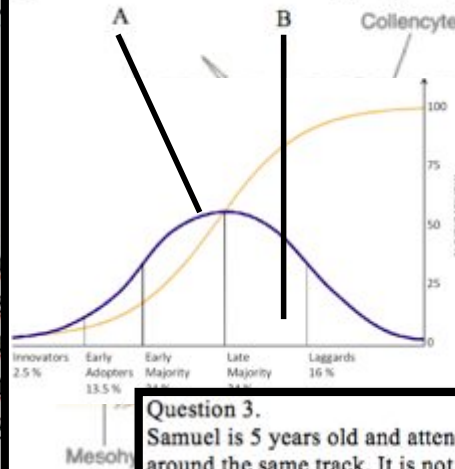 A
B
Collencyte
100
75
50
25
0
Innovators
2.5 %
Early
Adopters
13.5 %
Early
Majority
Late
Majority
Laggards
16 %
Question 3.
Samuel is 5 years old and atten
around the same track. It is not
Mesohy